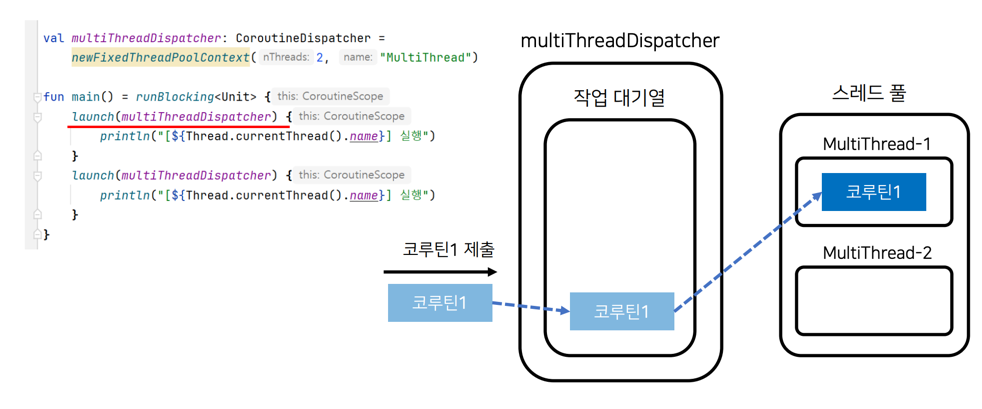 val multiThreadDispatcher: CoroutineDispatcher =
newFixedThreadPoolContext( nThreads: 2, name: "MultiThread")
fun main() = runBlocking<Unit> { this: CoroutineScope
launch(multiThreadDispatcher) { this: CoroutineScope
println("[${Thread.currentThread().name}] 실행")
}
launch(multiThreadDispatcher) { this: CoroutineScope
println("[${Thread.currentThread().name}] 실행")
}
}
코루틴1 제출
코루틴1
multiThreadDispatcher
작업 대기열
코루틴1
스레드 풀
MultiThread-1
코루틴1
MultiThread-2